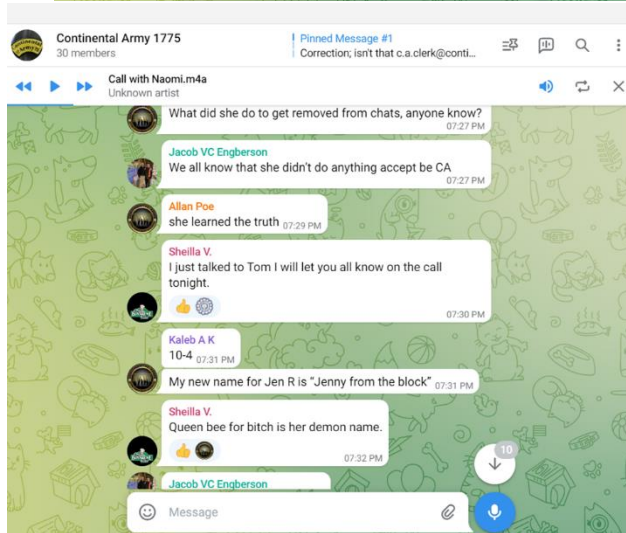 Continental Army 1775
30 members
Pinned Message #1
Correction; isn't that c.a.clerk@conti...
Call with Naomi.m4a
Unknown artist
What did she do to get removed from chats, anyone know?
07:27 PM
Jacob VC Engberson
We all know that she didn't do anything accept be CA
07:27 PM
Allan Poe
she learned the truth 07:29 PM
Sheilla V.
I just talked to Tom I will let you all know on the call
tonight.
07:30 PM
Kaleb A K
10-4 07:31 PM
My new name for Jen R is "Jenny from the block" 07:31 PM
Sheilla V.
Queen bee for bitch is her demon name.
07:32 PM
10
Jacob VC Engberson
Message